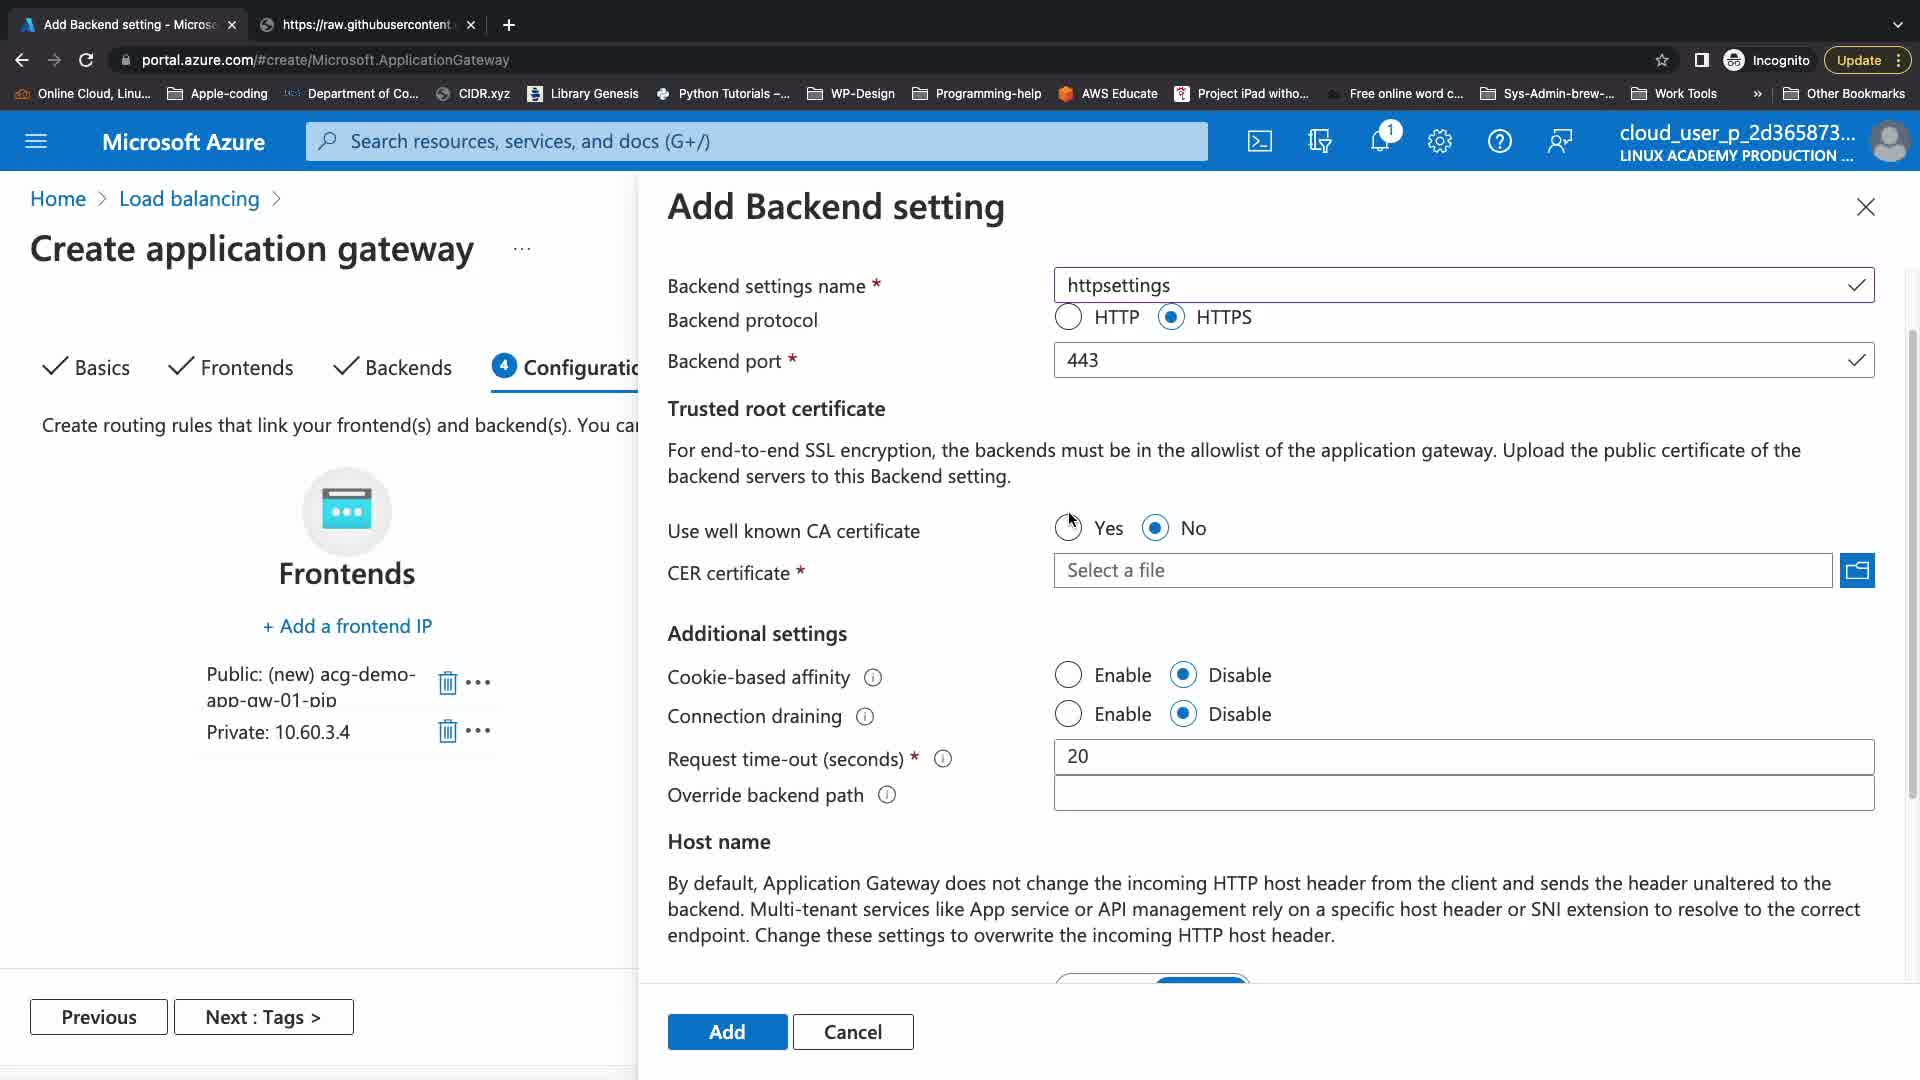 Add Backend setting - Micros
https://raw.githubusercontent
portal.azure.com/#create/Microsoft.ApplicationGateway
Incognito
Update
Online Cloud, Linu...
Apple-coding
Department of Co...
CIDR.xyz
Library Genesis
Python Tutorials –...
WP-Design
Programming-help
AWS Educate
Project iPad witho...
Free online word c...
Sys-Admin-brew-...
Work Tools
»
Other Bookmarks
Microsoft Azure
Search resources, services, and docs (G+/)
1
cloud_user_p_2d365873...
LINUX ACADEMY PRODUCTION ...
Home > Load balancing >
Create application gateway ...
Basics
Frontends
Backends
4 Configuratio
Create routing rules that link your frontend(s) and backend(s). You car
Frontends
+ Add a frontend IP
Public: (new) acg-demo-
app-gw-01-pip
Private: 10.60.3.4
Previous
Next : Tags >
Add Backend setting
Backend settings name *
httpsettings
Backend protocol
HTTP
HTTPS
Backend port *
443
Trusted root certificate
For end-to-end SSL encryption, the backends must be in the allowlist of the application gateway. Upload the public certificate of the
backend servers to this Backend setting.
Use well known CA certificate
Yes
No
CER certificate *
Select a file
Additional settings
Cookie-based affinity
Enable
Disable
Connection draining
Enable
Disable
Request time-out (seconds) *
20
Override backend path
Host name
By default, Application Gateway does not change the incoming HTTP host header from the client and sends the header unaltered to the
backend. Multi-tenant services like App service or API management rely on a specific host header or SNI extension to resolve to the correct
endpoint. Change these settings to overwrite the incoming HTTP host header.
Add
Cancel